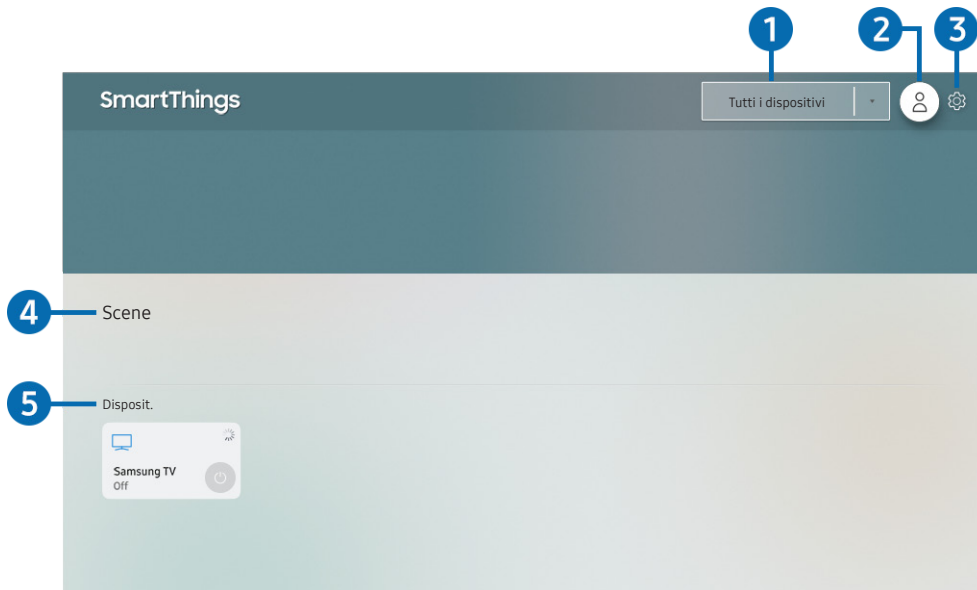 1
2
3
SmartThings
Tutti i dispositivi
4
Scene
5
Disposit.
Samsung TV
Off